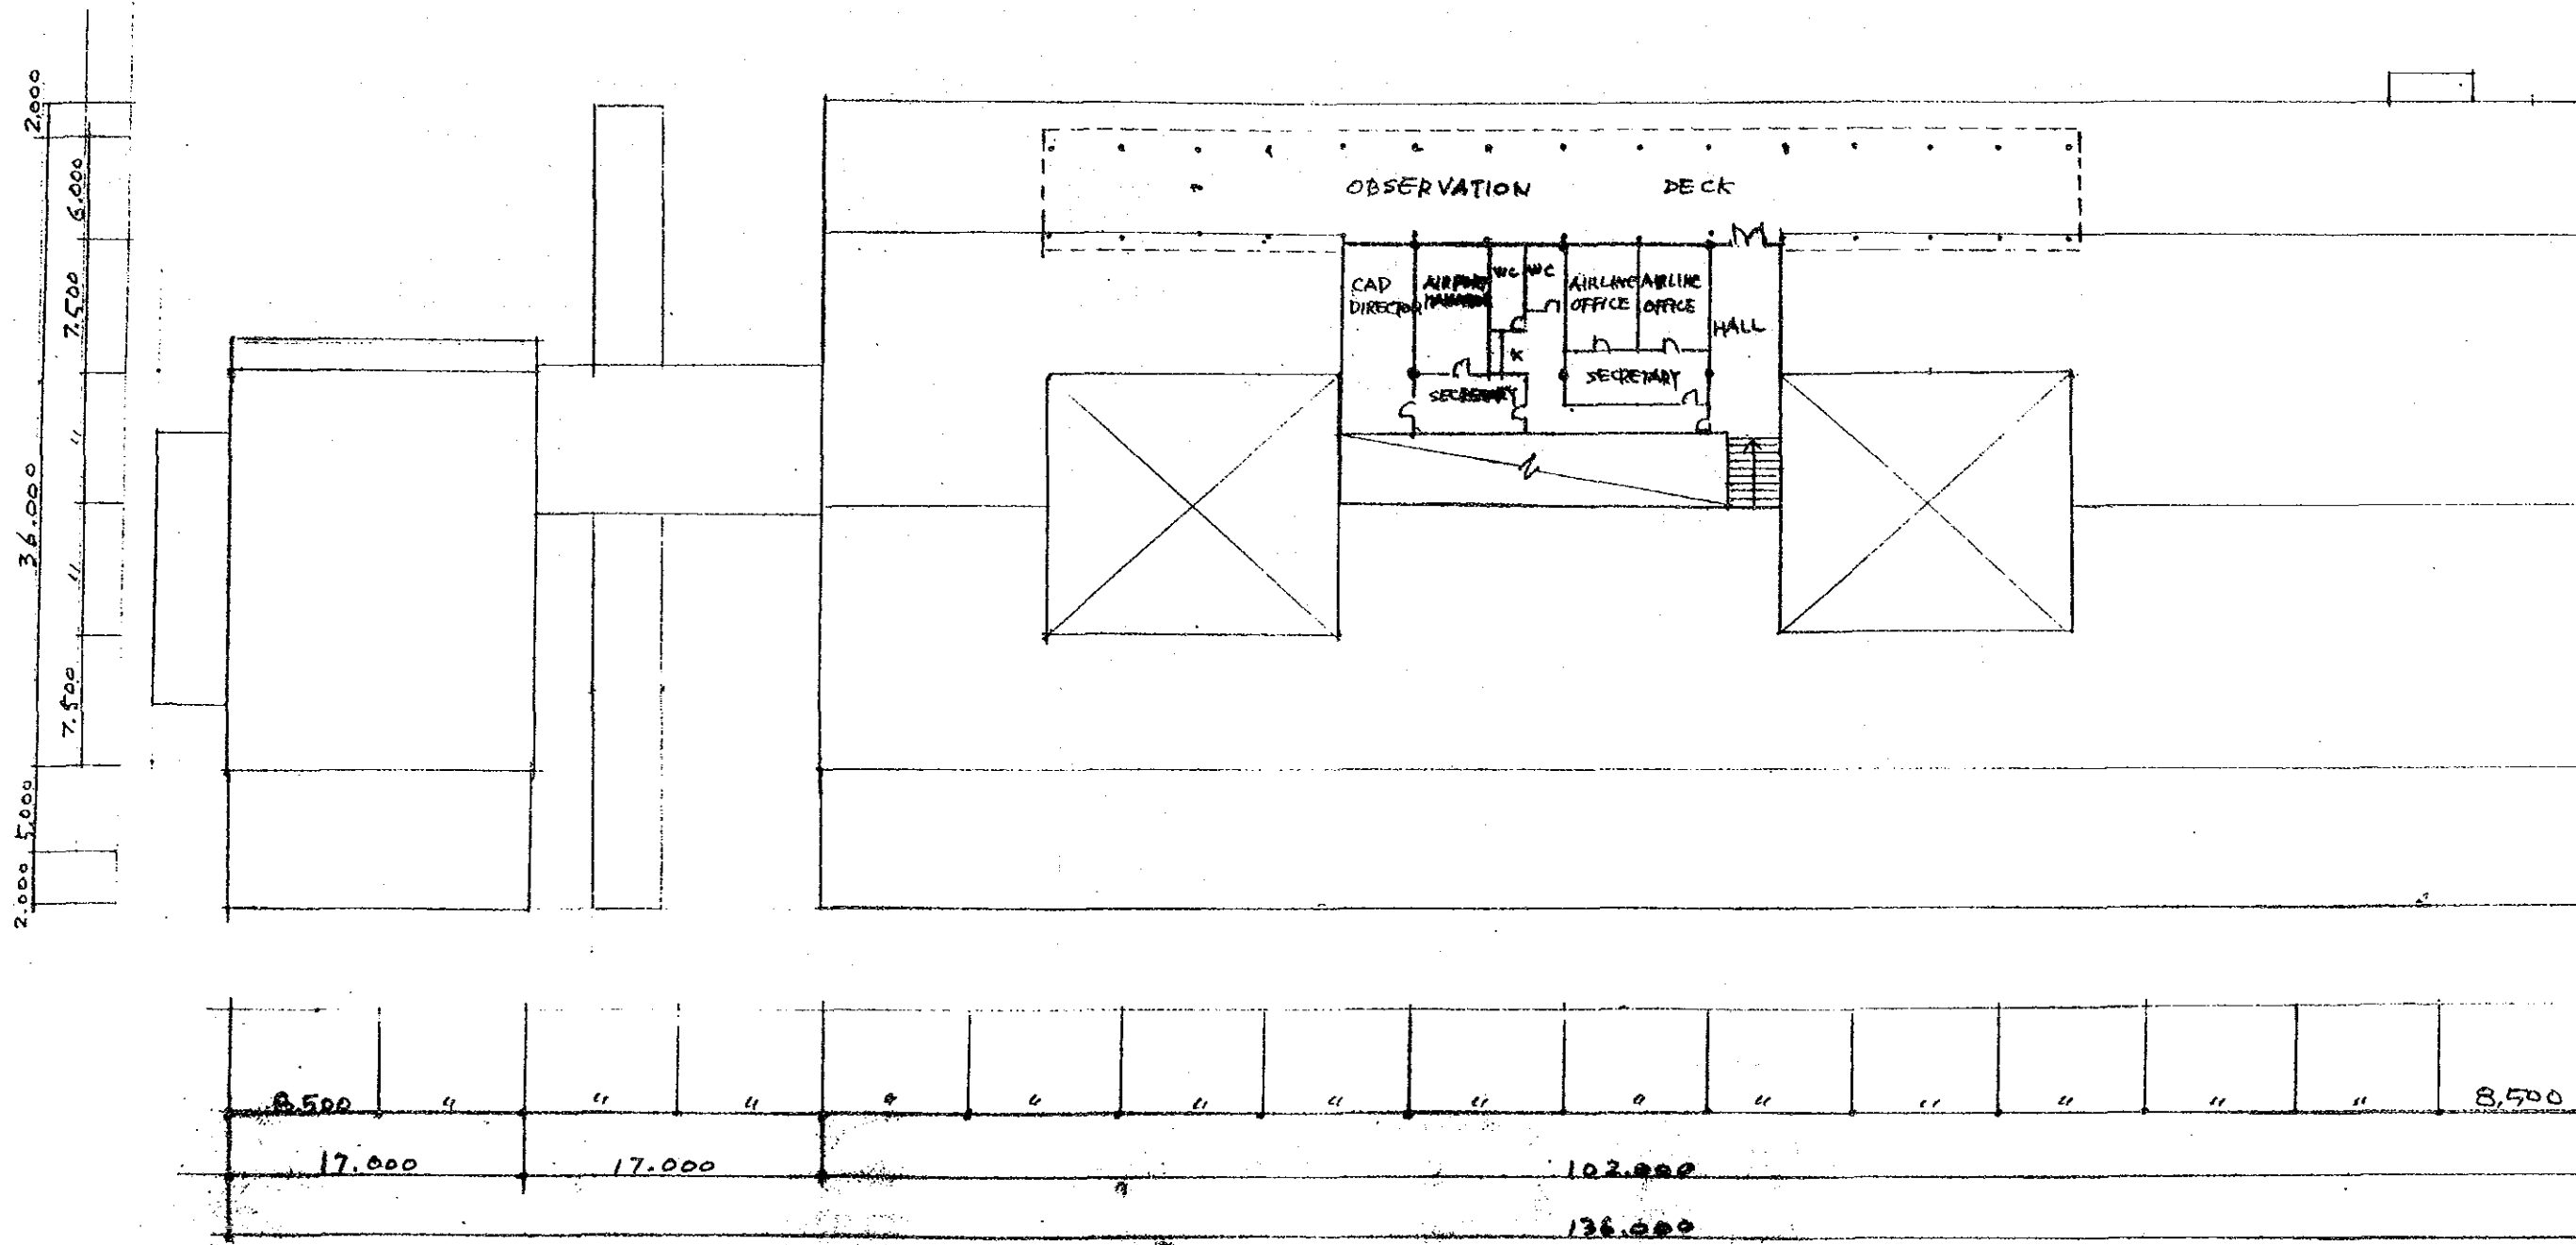 2,000
6.000
7.500
"
"
7.500
36.000
5,000
2.000
OBSERVATION DECK
CAD
DIRECTOR
AIRPORT
MANAGER
WC
WC
AIRLINE
OFFICE
AIRLINE
OFFICE
HALL
K
SECRETARY
SECRETARY
8.500 " " " " " " " " " " " " " " 8,500
17.000 17.000 102.000
136.000